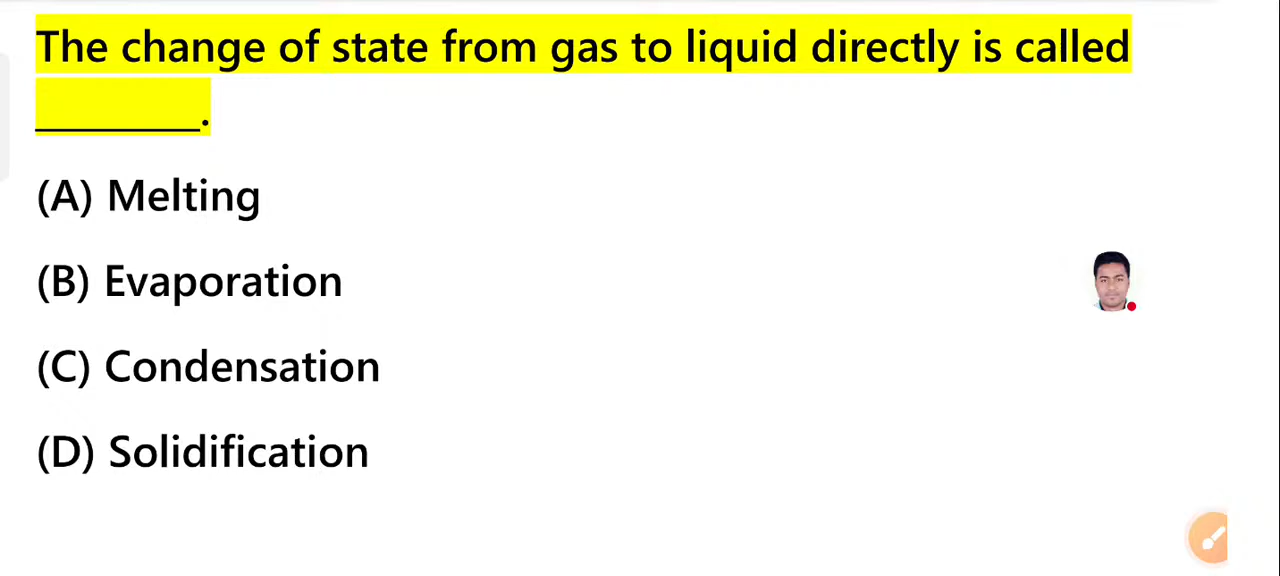 The change of state from gas to liquid directly is called
_________.
(A) Melting
(B) Evaporation
(C) Condensation
(D) Solidification